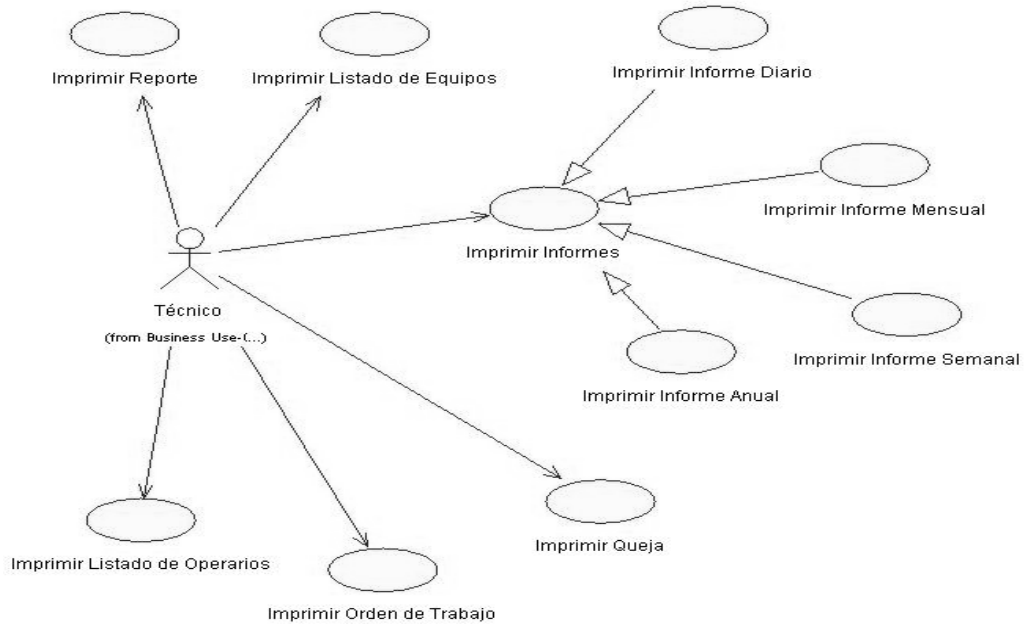 Imprimir Reporte
Imprimir Listado de Equipos
Imprimir Informe Diario
Imprimir Informe Mensual
Imprimir Informes
Técnico
(from Business Use-(...)
Imprimir Informe Semanal
Imprimir Informe Anual
Imprimir Queja
Imprimir Listado de Operarios
Imprimir Orden de Trabajo